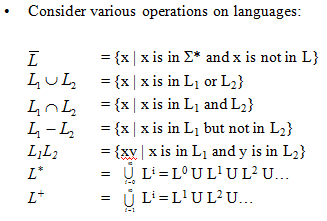 • Consider various operations on languages:
L̅ = {x | x is in Σ* and x is not in L}
L₁ ∪ L₂ = {x | x is in L₁ or L₂}
L₁ ∩ L₂ = {x | x is in L₁ and L₂}
L₁ − L₂ = {x | x is in L₁ but not in L₂}
L₁L₂ = {xy | x is in L₁ and y is in L₂}
L* = ∞∪i=0 Lⁱ = L⁰ U L¹ U L² U…
L⁺ = ∞∪i=1 Lⁱ = L¹ U L² U…